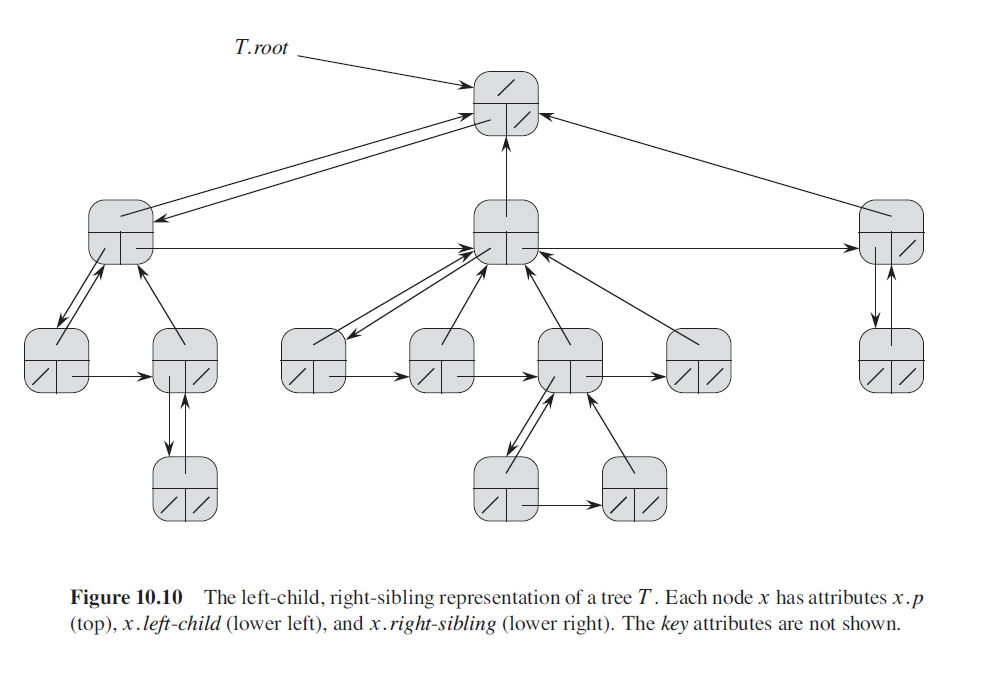 T.root
Figure 10.10 The left-child, right-sibling representation of a tree T. Each node x has attributes x.p
(top), x.left-child (lower left), and x.right-sibling (lower right). The key attributes are not shown.